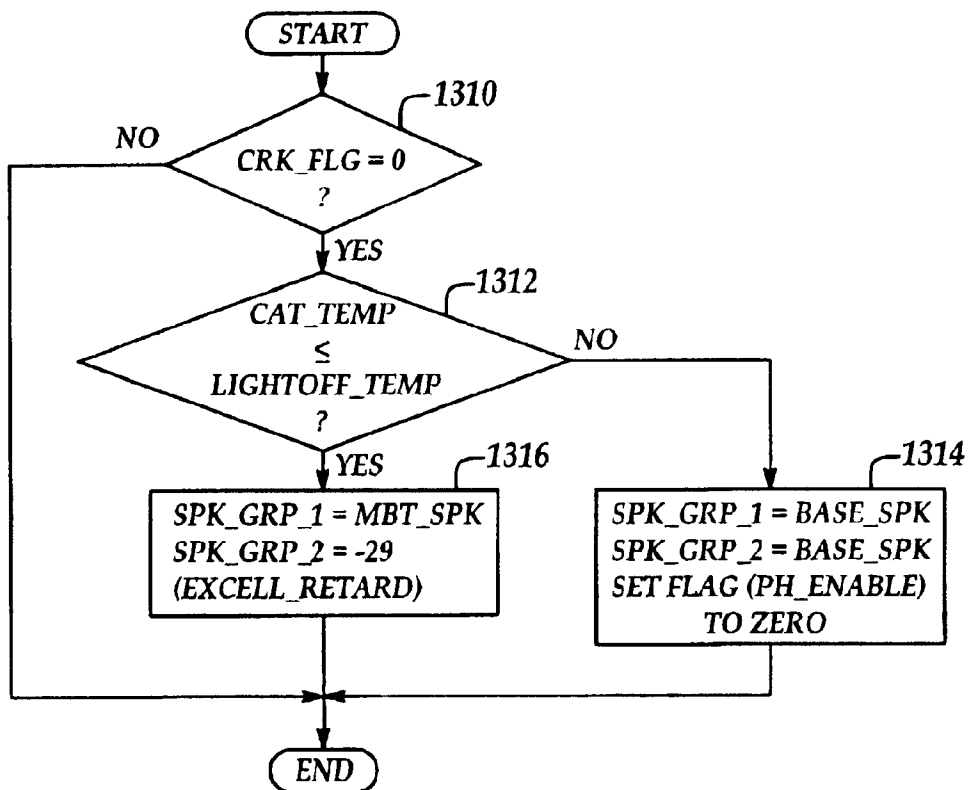 START
1310
NO
CRK_FLG = 0
?
YES
1312
CAT_TEMP
≤
LIGHTOFF_TEMP
?
NO
YES
1316
SPK_GRP_1 = MBT_SPK
SPK_GRP_2 = -29
(EXCELL_RETARD)
1314
SPK_GRP_1 = BASE_SPK
SPK_GRP_2 = BASE_SPK
SET FLAG (PH_ENABLE)
TO ZERO
END